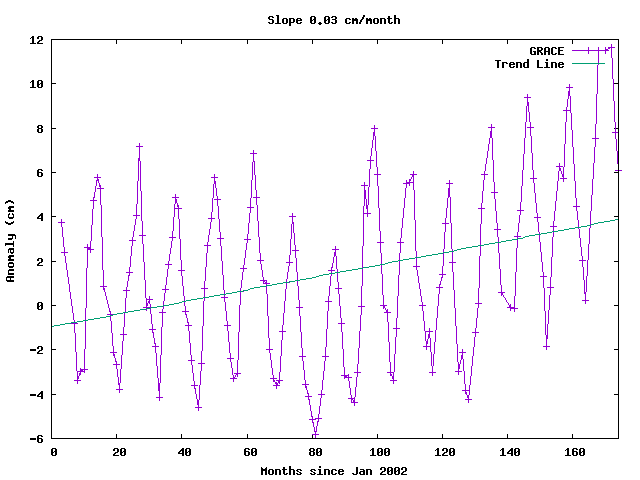 Slope 0.03 cm/month
GRACE
Trend Line
12
10
8
6
4
2
0
-2
-4
-6
Anomaly (cm)
0 20 40 60 80 100 120 140 160
Months since Jan 2002